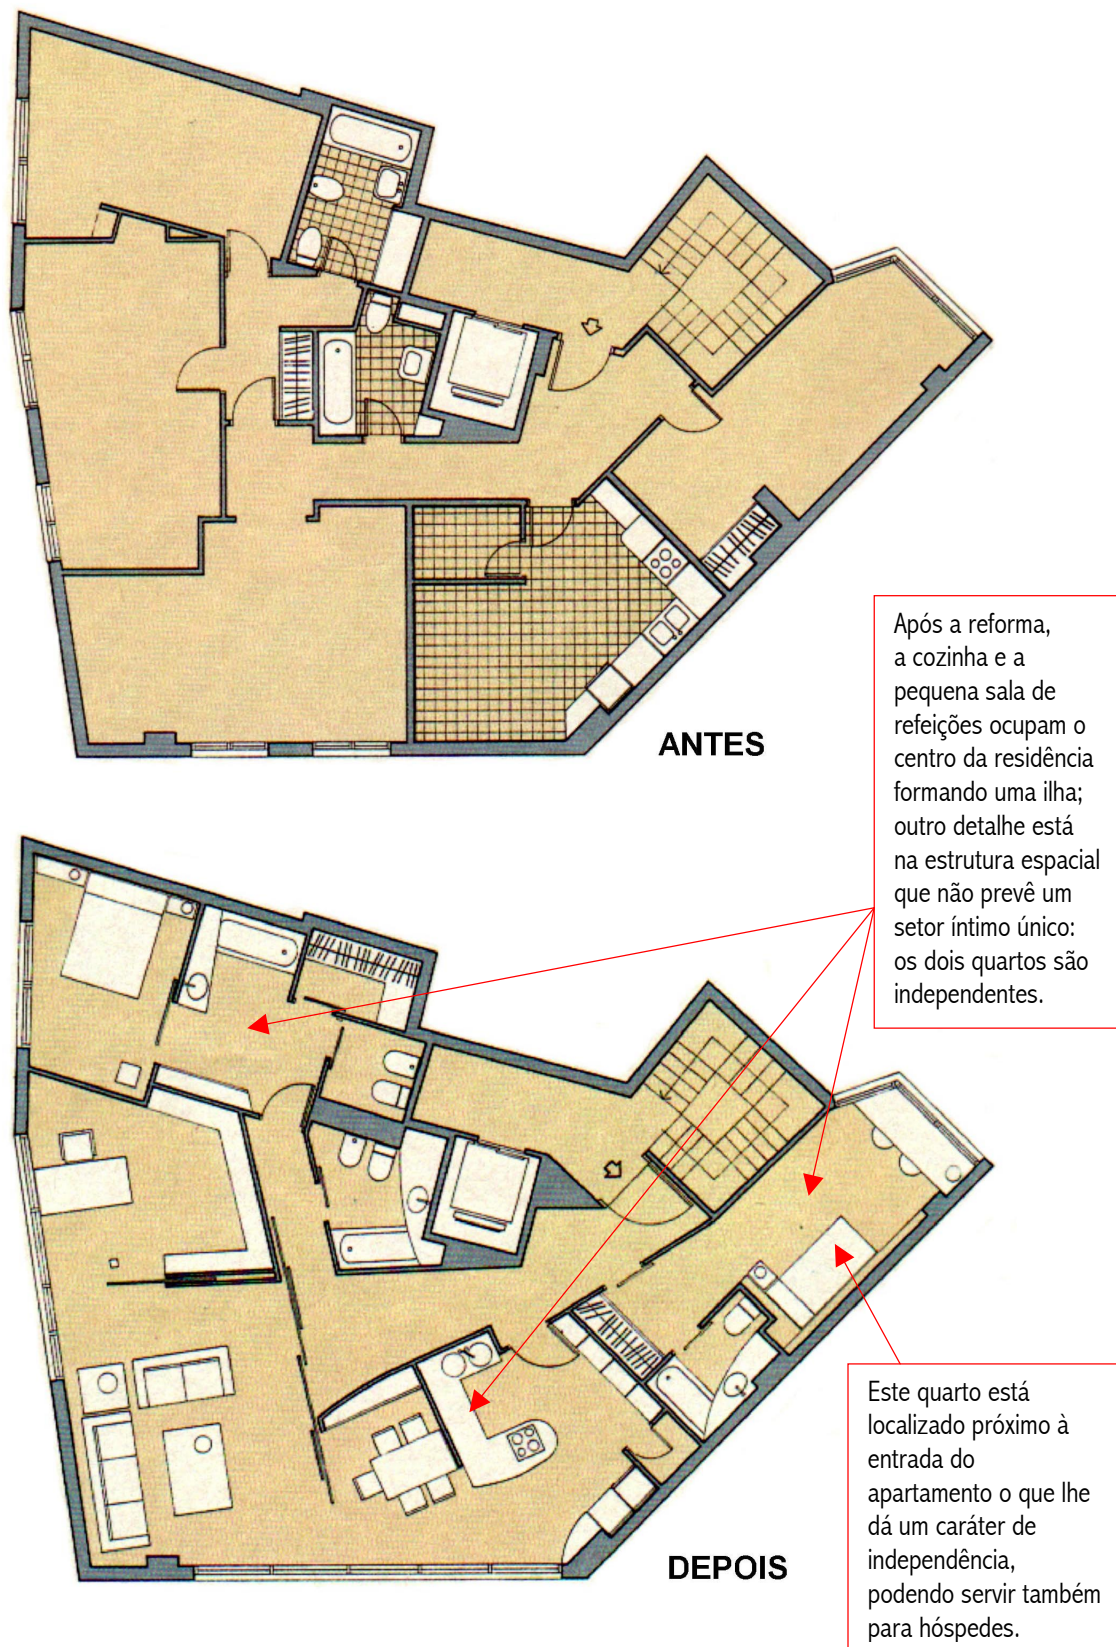 ANTES
Após a reforma,
a cozinha e a
pequena sala de
refeições ocupam o
centro da residência
formando uma ilha;
outro detalhe está
na estrutura espacial
que não prevê um
setor íntimo único:
os dois quartos são
independentes.
Este quarto está
localizado próximo à
entrada do
apartamento o que lhe
dá um caráter de
independência,
podendo servir também
para hóspedes.
DEPOIS